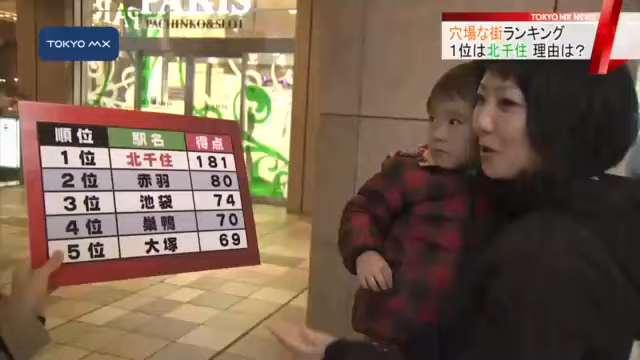 PARIS
PACHINKO&SLOT
TOKYO MX
TOKYO MX NEWS
穴場な街ランキング
1位は北千住 理由は?
順位 駅名 得点
1位 北千住 181
2位 赤羽 80
3位 池袋 74
4位 巣鴨 70
5位 大塚 69